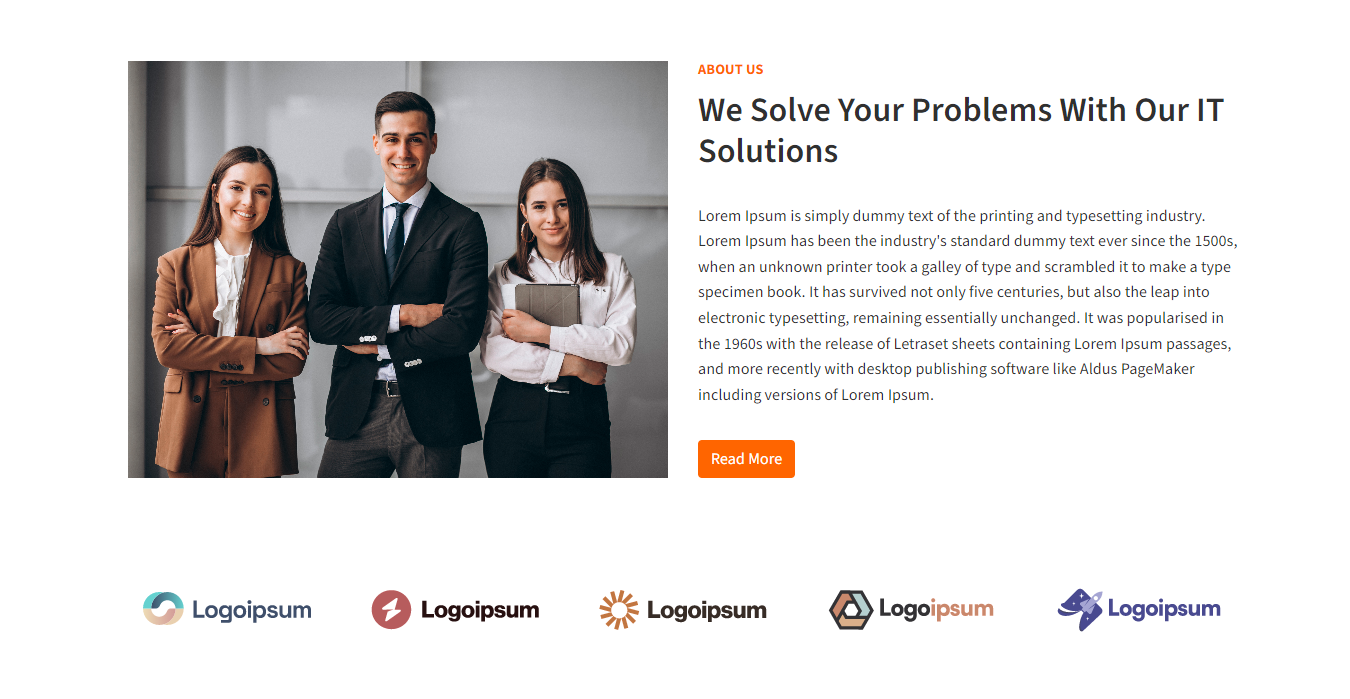 ABOUT US
We Solve Your Problems With Our IT
Solutions
Lorem Ipsum is simply dummy text of the printing and typesetting industry.
Lorem Ipsum has been the industry's standard dummy text ever since the 1500s,
when an unknown printer took a galley of type and scrambled it to make a type
specimen book. It has survived not only five centuries, but also the leap into
electronic typesetting, remaining essentially unchanged. It was popularised in
the 1960s with the release of Letraset sheets containing Lorem Ipsum passages,
and more recently with desktop publishing software like Aldus PageMaker
including versions of Lorem Ipsum.
Read More
Logoipsum Logoipsum Logoipsum Logoipsum Logoipsum